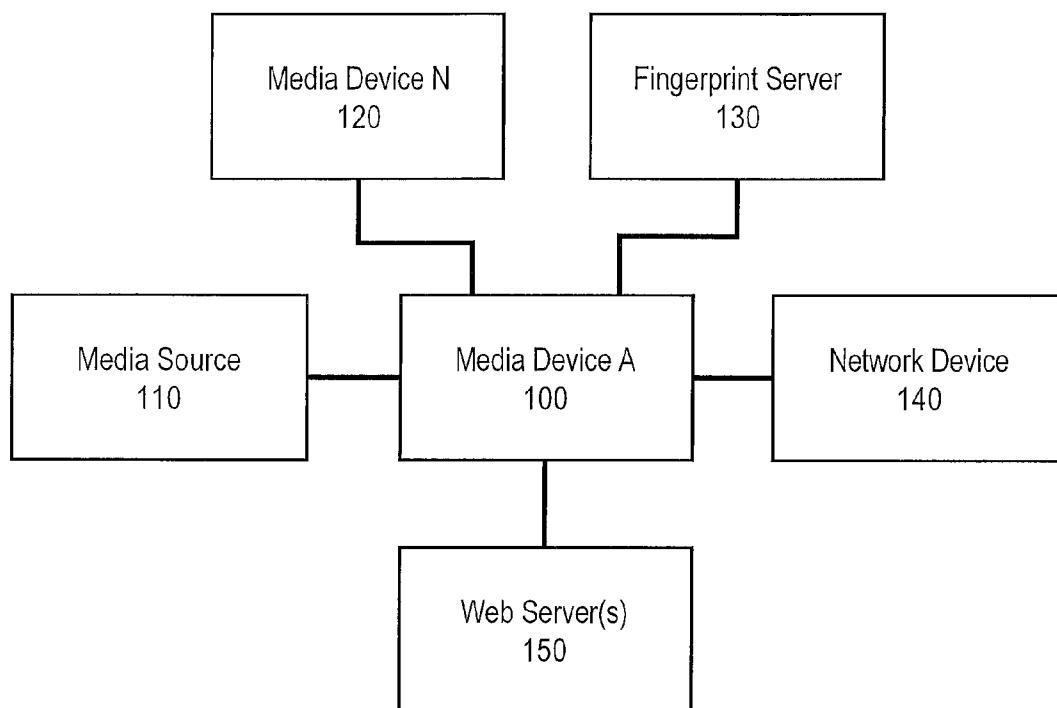 Media Device N
120
Fingerprint Server
130
Media Source
110
Media Device A
100
Network Device
140
Web Server(s)
150